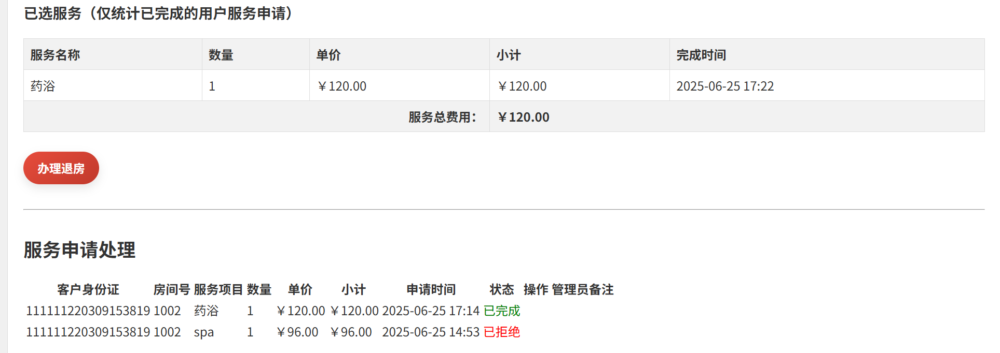 已选服务（仅统计已完成的用户服务申请）
服务名称 数量 单价 小计 完成时间
药浴 1 ￥120.00 ￥120.00 2025-06-25 17:22
服务总费用： ￥120.00
办理退房
服务申请处理
客户身份证 房间号 服务项目 数量 单价 小计 申请时间 状态 操作 管理员备注
111111220309153819 1002 药浴 1 ￥120.00 ￥120.00 2025-06-25 17:14 已完成
111111220309153819 1002 spa 1 ￥96.00 ￥96.00 2025-06-25 14:53 已拒绝